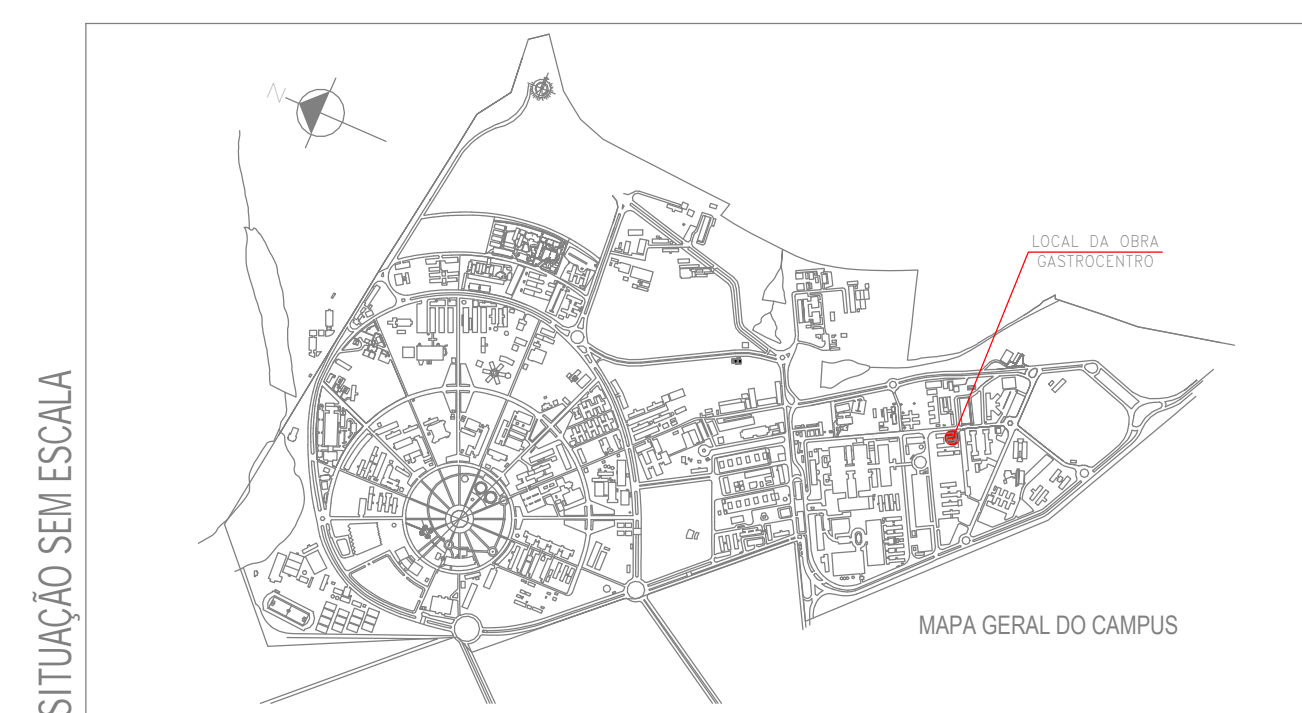 SITUAÇÃO SEM ESCALA
N
LOCAL DA OBRA
GASTROCENTRO
MAPA GERAL DO CAMPUS